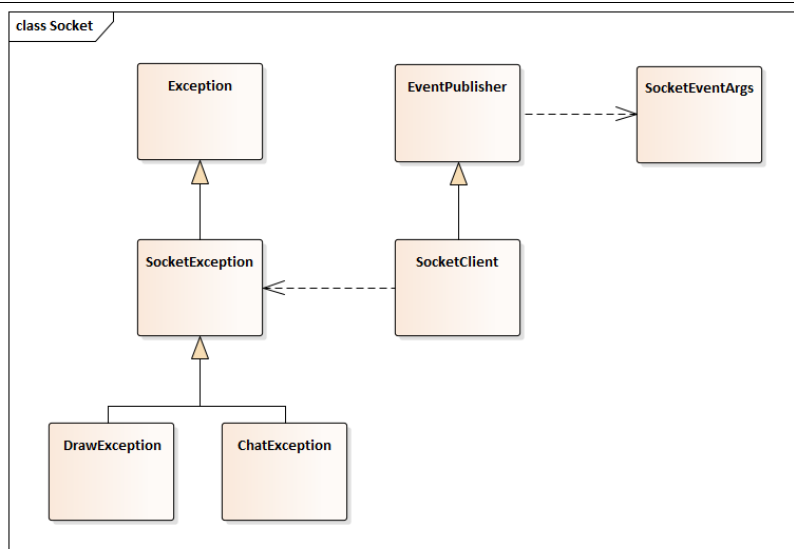 class Socket
Exception
EventPublisher
SocketEventArgs
SocketException
SocketClient
DrawException
ChatException